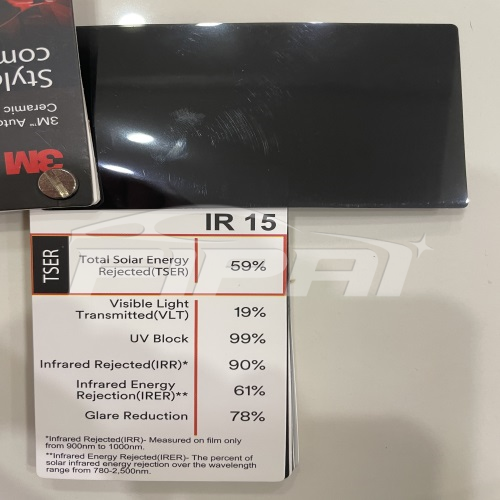 Style
com
3M™ Auto
Ceramic
3M
IR 15
TSER
Total Solar Energy
Rejected(TSER)
59%
Visible Light
Transmitted(VLT)
19%
UV Block
99%
Infrared Rejected(IRR)*
90%
Infrared Energy
Rejection(IRER)**
61%
Glare Reduction
78%
*Infrared Rejected(IRR)- Measured on film only
from 900nm to 1000nm.
**Infrared Energy Rejected(IRER)- The percent of
solar infrared energy rejection over the wavelength
range from 780-2,500nm.